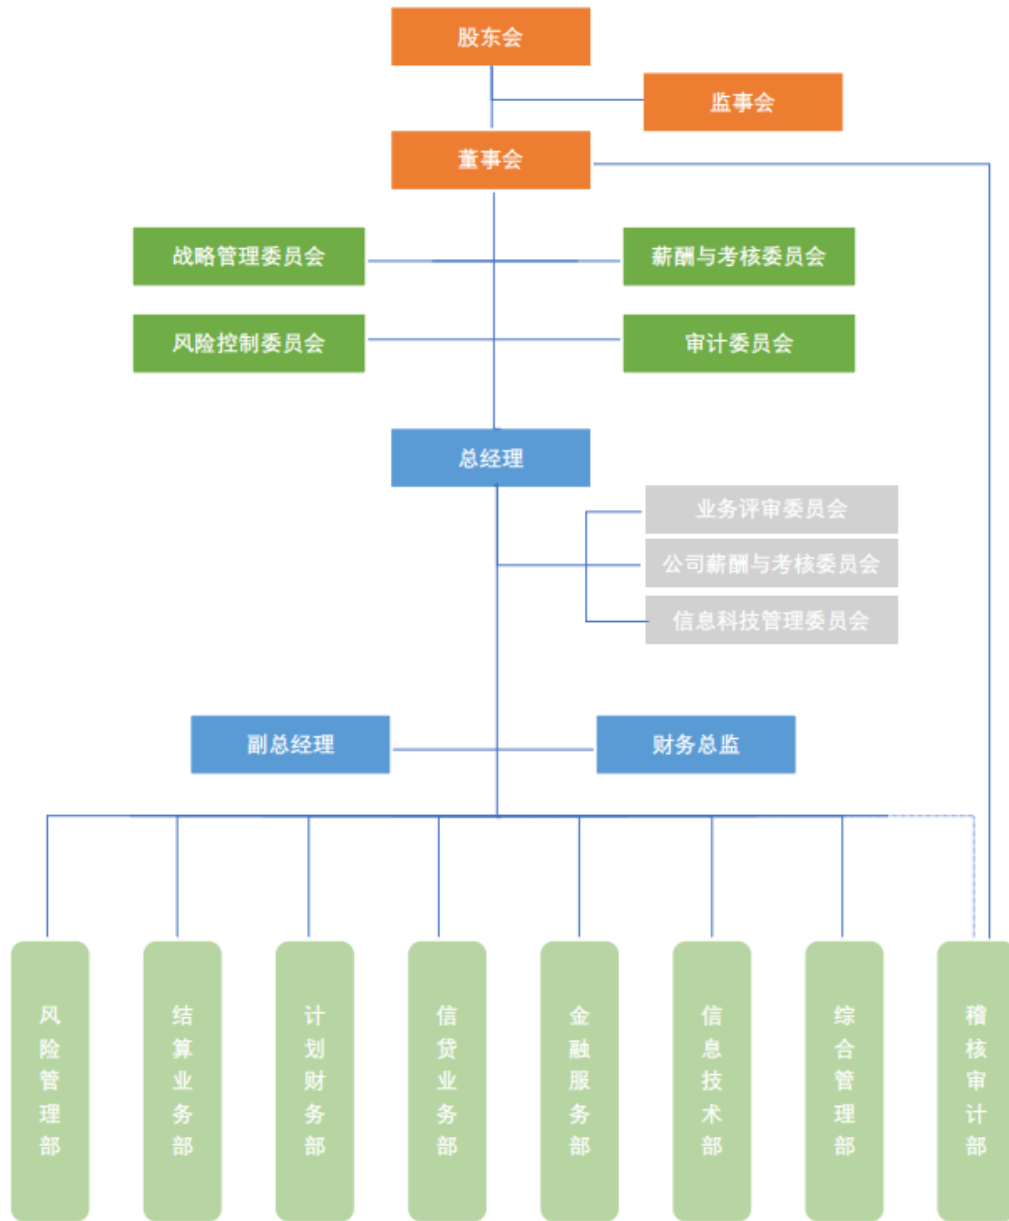 股东会
监事会
董事会
战略管理委员会
薪酬与考核委员会
风险控制委员会
审计委员会
总经理
业务评审委员会
公司薪酬与考核委员会
信息科技管理委员会
副总经理
财务总监
风险管理部
结算业务部
计划财务部
信贷业务部
金融服务部
信息技术部
综合管理部
稽核审计部